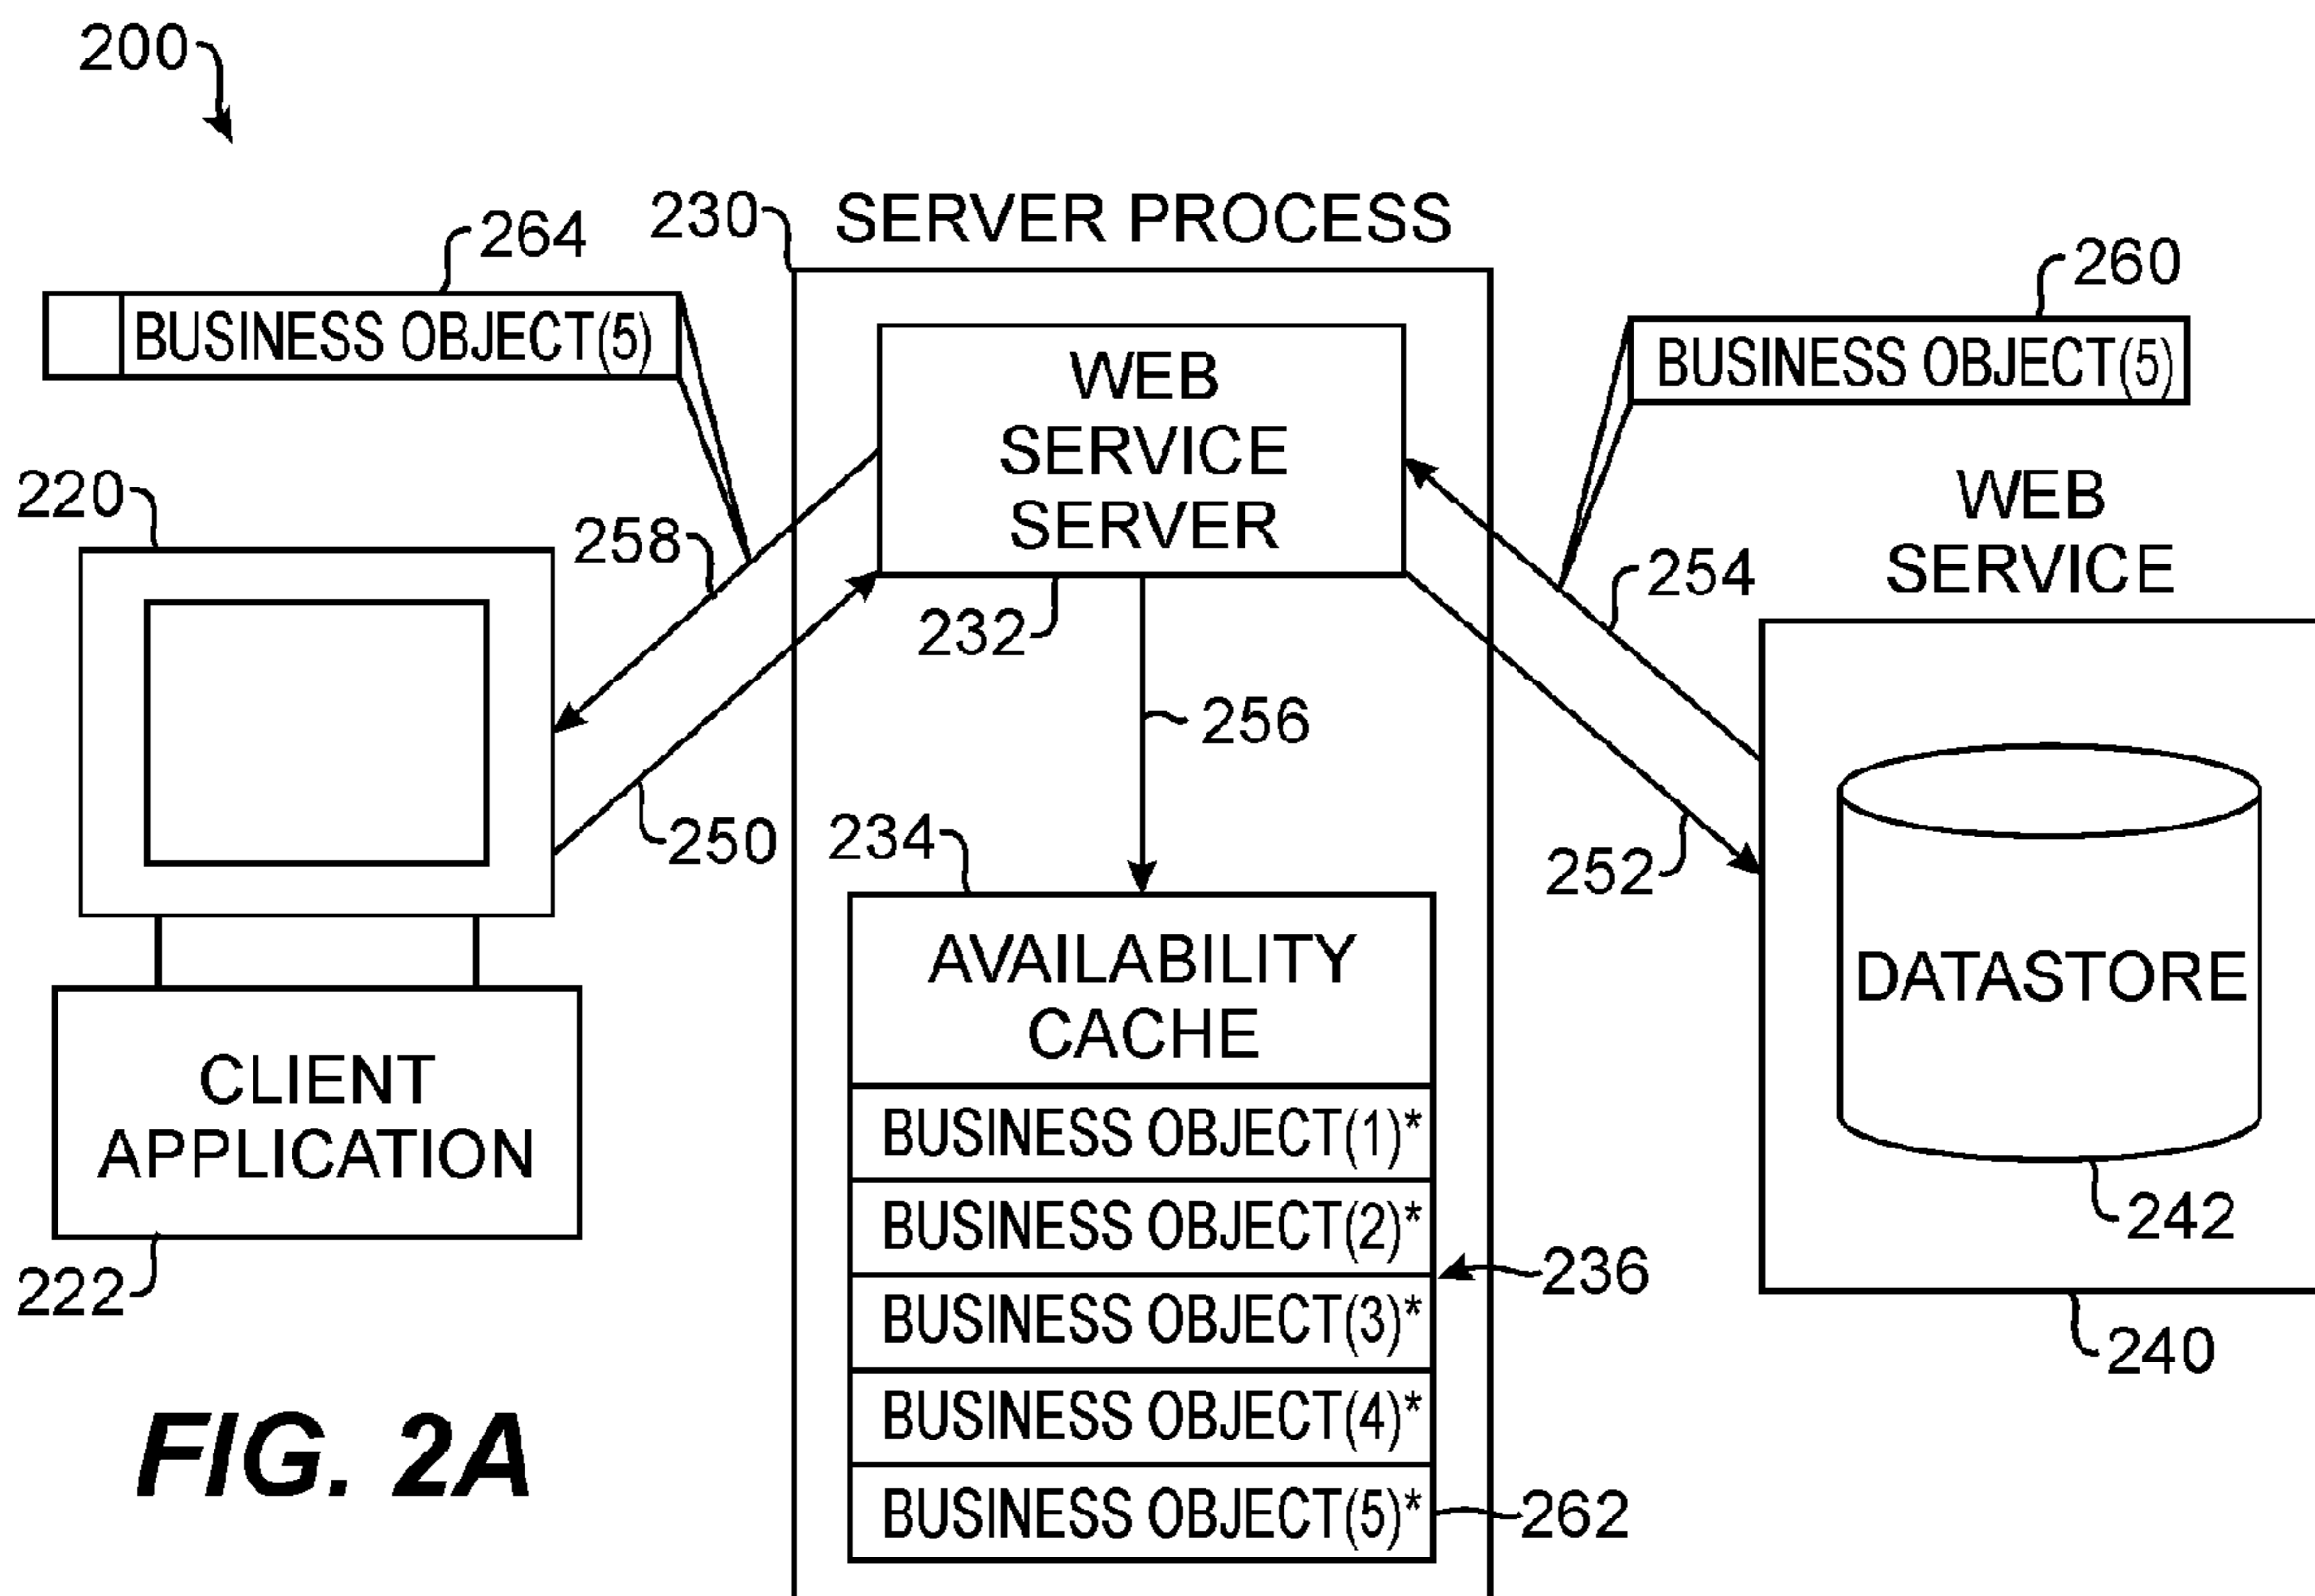 200
264
230
SERVER PROCESS
260
BUSINESS OBJECT(5)
WEB
SERVICE
SERVER
BUSINESS OBJECT(5)
220
258
232
254
WEB
SERVICE
256
250
234
252
AVAILABILITY
CACHE
DATASTORE
CLIENT
APPLICATION
BUSINESS OBJECT(1)*
BUSINESS OBJECT(2)*
242
222
236
BUSINESS OBJECT(3)*
240
BUSINESS OBJECT(4)*
BUSINESS OBJECT(5)*
262
FIG. 2A